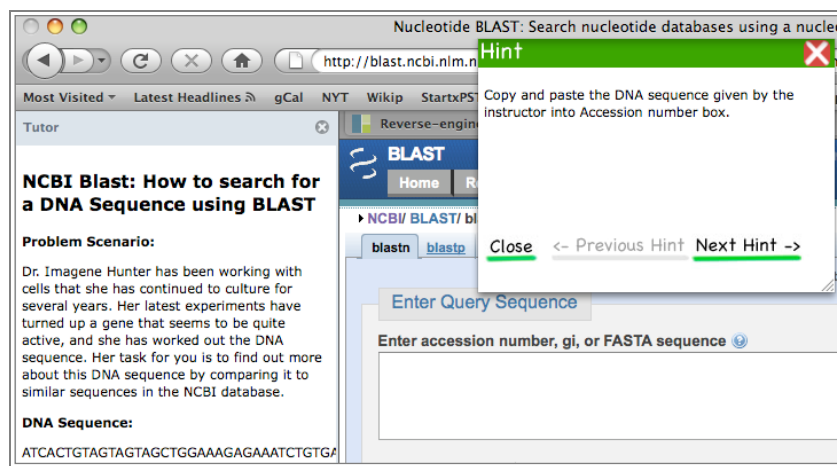 Nucleotide BLAST: Search nucleotide databases using a nucle
http://blast.ncbi.nlm.n
Most Visited Latest Headlines gCal NYT Wikip StartxPST
Hint
Copy and paste the DNA sequence given by the
instructor into Accession number box.
Close <- Previous Hint Next Hint ->
Tutor
NCBI Blast: How to search for
a DNA Sequence using BLAST
Problem Scenario:
Dr. Imagene Hunter has been working with
cells that she has continued to culture for
several years. Her latest experiments have
turned up a gene that seems to be quite
active, and she has worked out the DNA
sequence. Her task for you is to find out more
about this DNA sequence by comparing it to
similar sequences in the NCBI database.
DNA Sequence:
ATCACTGTAGTAGTAGCTGGAAAGAGAAATCTGTGA
Reverse-engin
BLAST
Home R
NCBI/ BLAST/ bl
blastn blastp
Enter Query Sequence
Enter accession number, gi, or FASTA sequence